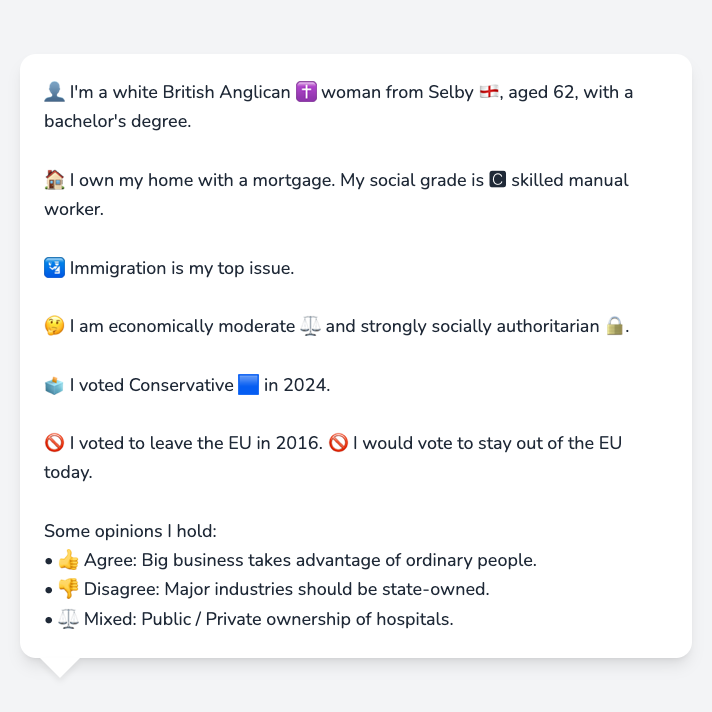 👤 I'm a white British Anglican ✝️ woman from Selby 🏴󠁧󠁢󠁥󠁮󠁧󠁿, aged 62, with a
bachelor's degree.
🏠 I own my home with a mortgage. My social grade is 🅲 skilled manual
worker.
🛂 Immigration is my top issue.
🤔 I am economically moderate ⚖️ and strongly socially authoritarian 🔒.
🗳️ I voted Conservative 🟦 in 2024.
🚫 I voted to leave the EU in 2016. 🚫 I would vote to stay out of the EU
today.
Some opinions I hold:
• 👍 Agree: Big business takes advantage of ordinary people.
• 👎 Disagree: Major industries should be state-owned.
• ⚖️ Mixed: Public / Private ownership of hospitals.